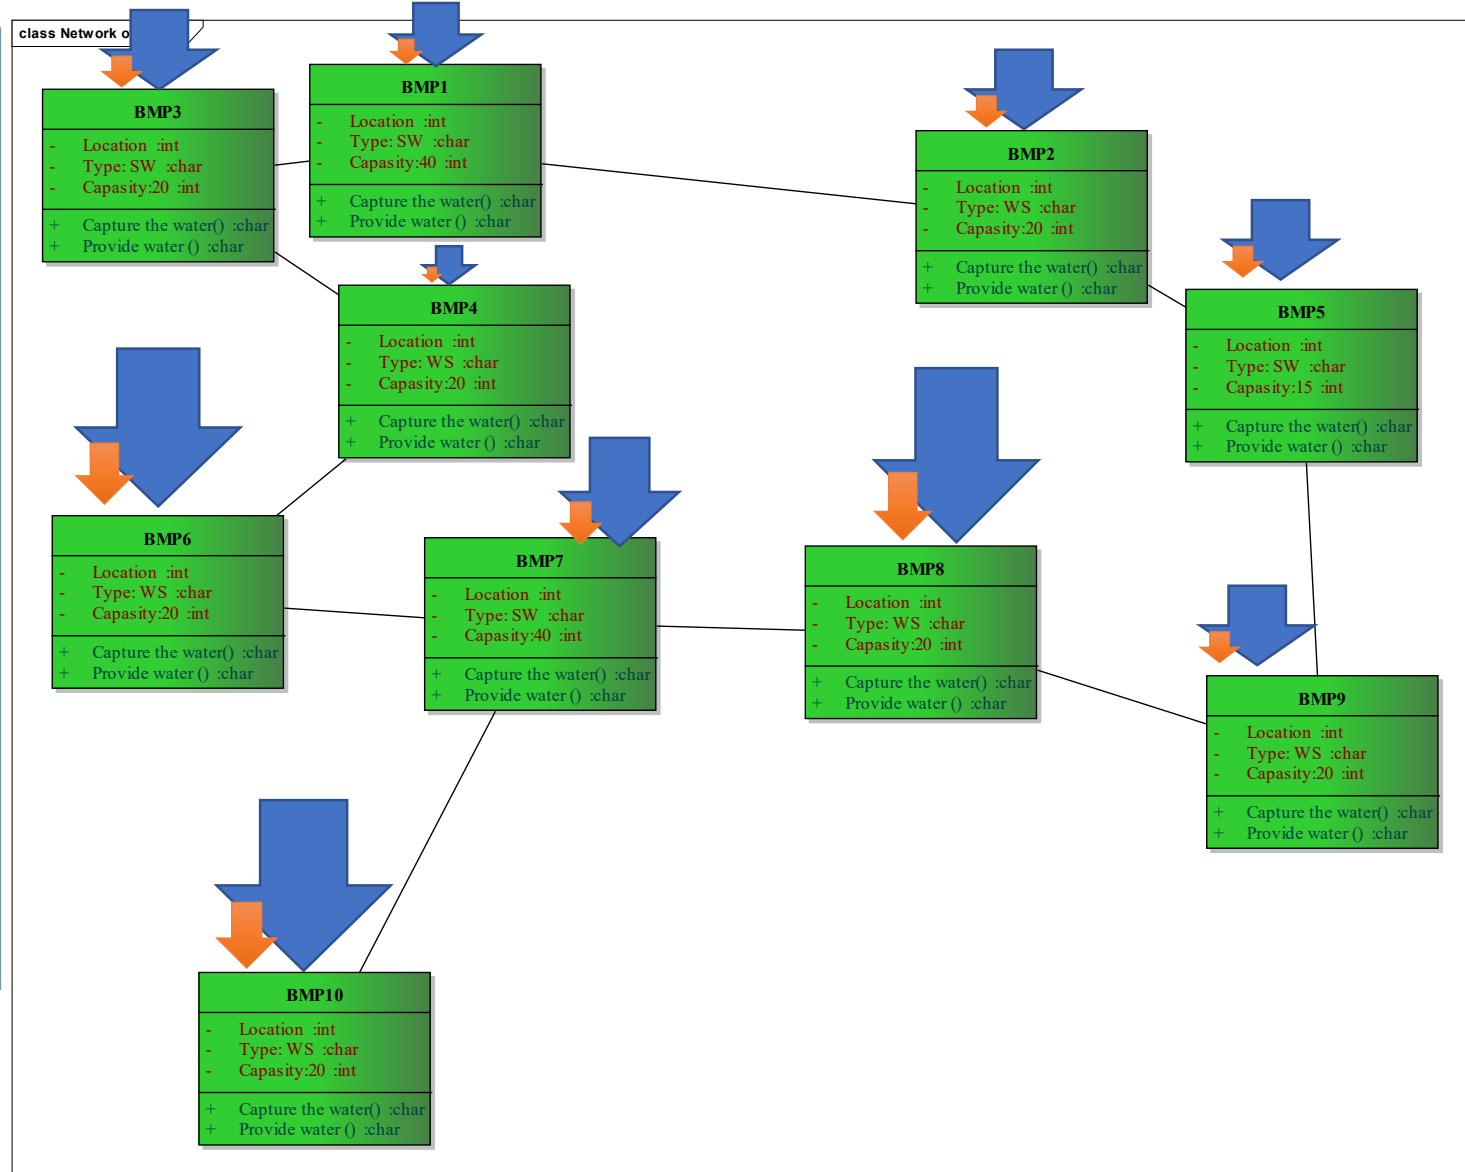 class Network o
BMP3
- Location :int
- Type: SW :char
- Capasity:20 :int
+ Capture the water() :char
+ Provide water () :char
BMP1
- Location :int
- Type: SW :char
- Capasity:40 :int
+ Capture the water() :char
+ Provide water () :char
BMP2
- Location :int
- Type: WS :char
- Capasity:20 :int
+ Capture the water() :char
+ Provide water () :char
BMP4
- Location :int
- Type: WS :char
- Capasity:20 :int
+ Capture the water() :char
+ Provide water () :char
BMP5
- Location :int
- Type: SW :char
- Capasity:15 :int
+ Capture the water() :char
+ Provide water () :char
BMP6
- Location :int
- Type: WS :char
- Capasity:20 :int
+ Capture the water() :char
+ Provide water () :char
BMP7
- Location :int
- Type: SW :char
- Capasity:40 :int
+ Capture the water() :char
+ Provide water () :char
BMP8
- Location :int
- Type: WS :char
- Capasity:20 :int
+ Capture the water() :char
+ Provide water () :char
BMP9
- Location :int
- Type: WS :char
- Capasity:20 :int
+ Capture the water() :char
+ Provide water () :char
BMP10
- Location :int
- Type: WS :char
- Capasity:20 :int
+ Capture the water() :char
+ Provide water () :char